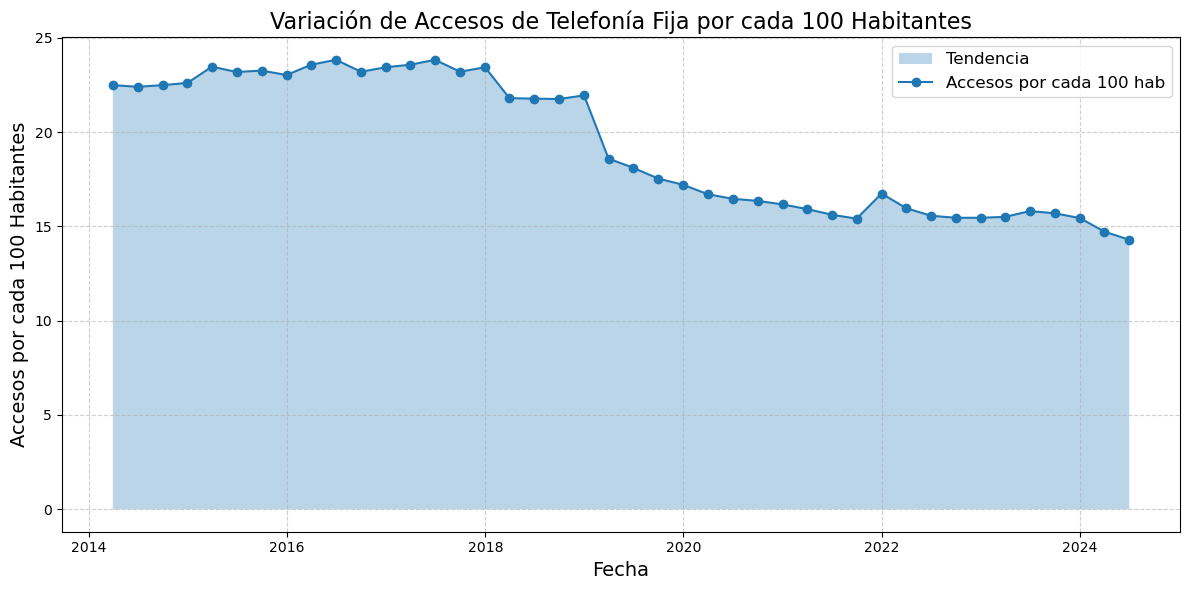 Variación de Accesos de Telefonía Fija por cada 100 Habitantes
Tendencia
Accesos por cada 100 hab
Accesos por cada 100 Habitantes
25
20
15
10
5
0
2014
2016
2018
2020
2022
2024
Fecha